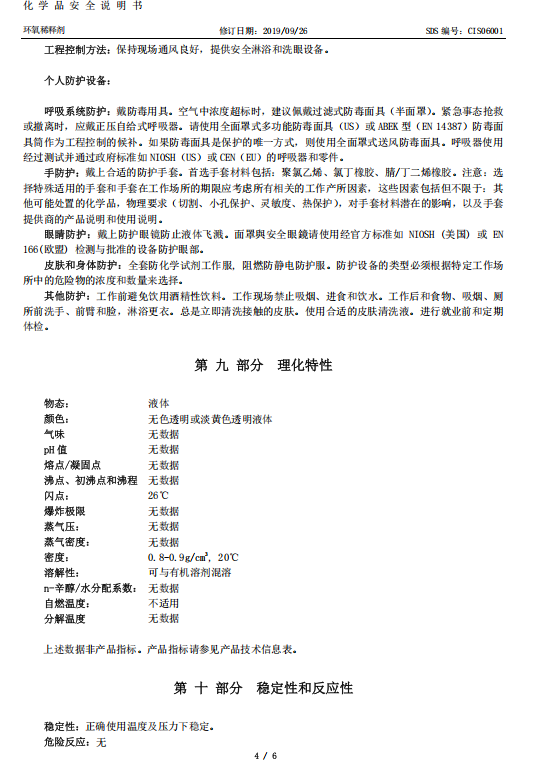 化学品安全说明书
环氧稀释剂 修订日期：2019/09/26 SDS 编号：CIS06001
工程控制方法：保持现场通风良好，提供安全淋浴和洗眼设备。
个人防护设备：
呼吸系统防护：戴防毒用具。空气中浓度超标时，建议佩戴过滤式防毒面具（半面罩）。紧急事态抢救
或撤离时，应戴正压自给式呼吸器。请使用全面罩式多功能防毒面具（US）或 ABEK 型（EN 14387）防毒面
具筒作为工程控制的候补。如果防毒面具是保护的唯一方式，则使用全面罩式送风防毒面具。呼吸器使用
经过测试并通过政府标准如 NIOSH（US）或 CEN（EU）的呼吸器和零件。
手防护：戴上合适的防护手套。首选手套材料包括：聚氯乙烯、氯丁橡胶、腈/丁二烯橡胶。注意：选
择特殊适用的手套和手套在工作场所的期限应考虑所有相关的工作产所因素，这些因素包括但不限于：其
他可能处置的化学品，物理要求（切割、小孔保护、灵敏度、热保护），对手套材料潜在的影响，以及手套
提供商的产品说明和使用说明。
眼睛防护：戴上防护眼镜防止液体飞溅。面罩與安全眼鏡請使用经官方标准如 NIOSH (美国) 或 EN
166(欧盟) 检测与批准的设备防护眼部。
皮肤和身体防护：全套防化学试剂工作服，阻燃防静电防护服。防护设备的类型必须根据特定工作场
所中的危险物的浓度和数量来选择。
其他防护：工作前避免饮用酒精性饮料。工作现场禁止吸烟、进食和饮水。工作后和食物、吸烟、厕
所前洗手、前臂和脸，淋浴更衣。总是立即清洗接触的皮肤。使用合适的皮肤清洗液。进行就业前和定期
体检。
第 九 部分 理化特性
物态： 液体
颜色： 无色透明或淡黄色透明液体
气味 无数据
pH 值 无数据
熔点/凝固点 无数据
沸点、初沸点和沸程 无数据
闪点： 26℃
爆炸极限 无数据
蒸气压： 无数据
蒸气密度： 无数据
密度： 0.8-0.9g/cm³, 20℃
溶解性： 可与有机溶剂混溶
n-辛醇/水分配系数： 无数据
自燃温度： 不适用
分解温度 无数据
上述数据非产品指标。产品指标请参见产品技术信息表。
第 十 部分 稳定性和反应性
稳定性：正确使用温度及压力下稳定。
危险反应：无
4 / 6